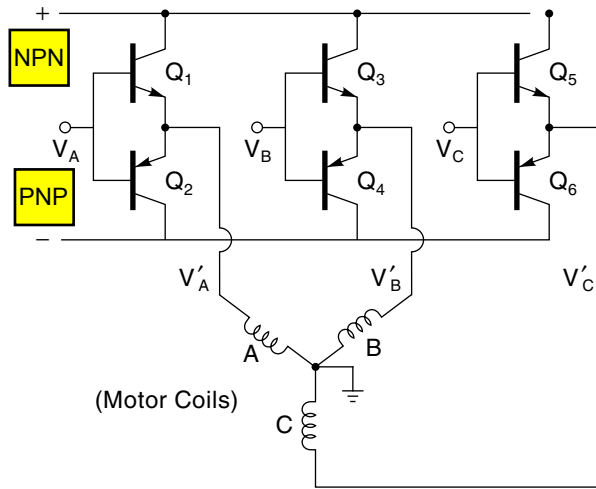 +
NPN
Q1
Q3
Q5
VA
VB
VC
PNP
Q2
Q4
Q6
−
V′A
V′B
V′C
A
B
(Motor Coils)
C